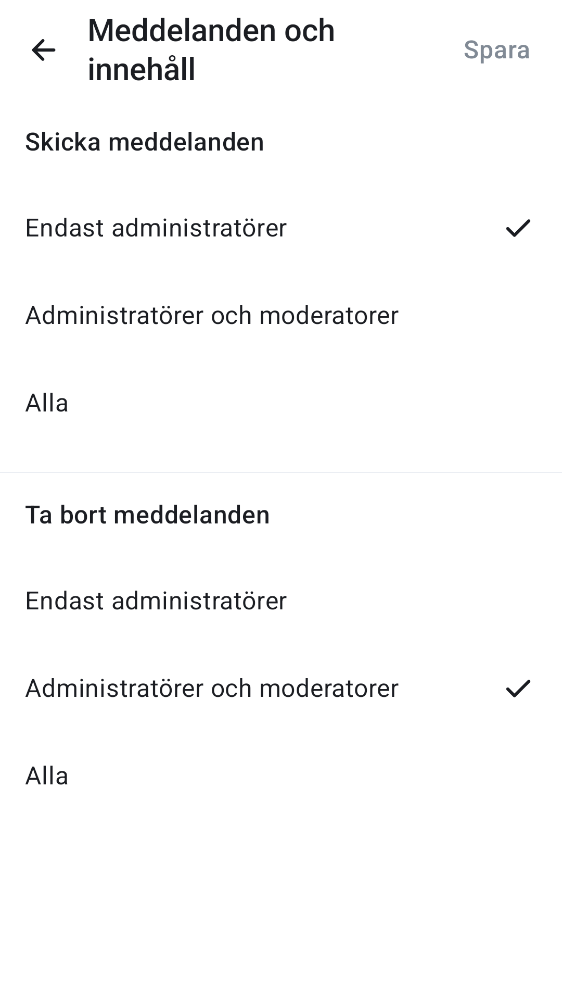 Meddelanden och
innehåll
Spara
Skicka meddelanden
Endast administratörer
Administratörer och moderatorer
Alla
Ta bort meddelanden
Endast administratörer
Administratörer och moderatorer
Alla